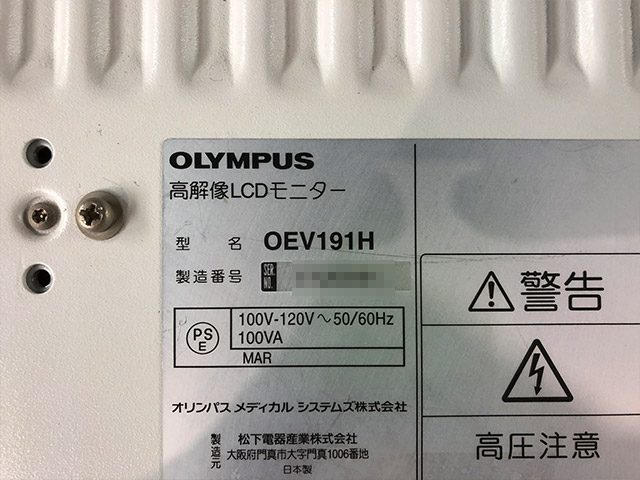 OLYMPUS
高解像LCDモニター
型 名 OEV191H
製造番号 SER. NO.
PS E
100V-120V～50/60Hz
100VA
MAR
オリンパス メディカル システムズ株式会社
製造元 松下電器産業株式会社
大阪府門真市大字門真1006番地
日本製
警告
高圧注意